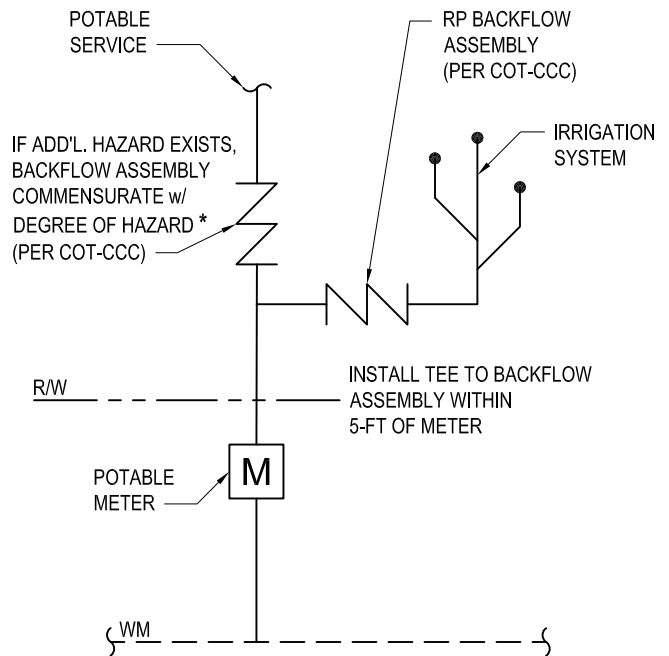 POTABLE
SERVICE
RP BACKFLOW
ASSEMBLY
(PER COT-CCC)
IF ADD'L. HAZARD EXISTS,
BACKFLOW ASSEMBLY
COMMENSURATE w/
DEGREE OF HAZARD *
(PER COT-CCC)
IRRIGATION
SYSTEM
R/W
INSTALL TEE TO BACKFLOW
ASSEMBLY WITHIN
5-FT OF METER
POTABLE
METER
M
WM